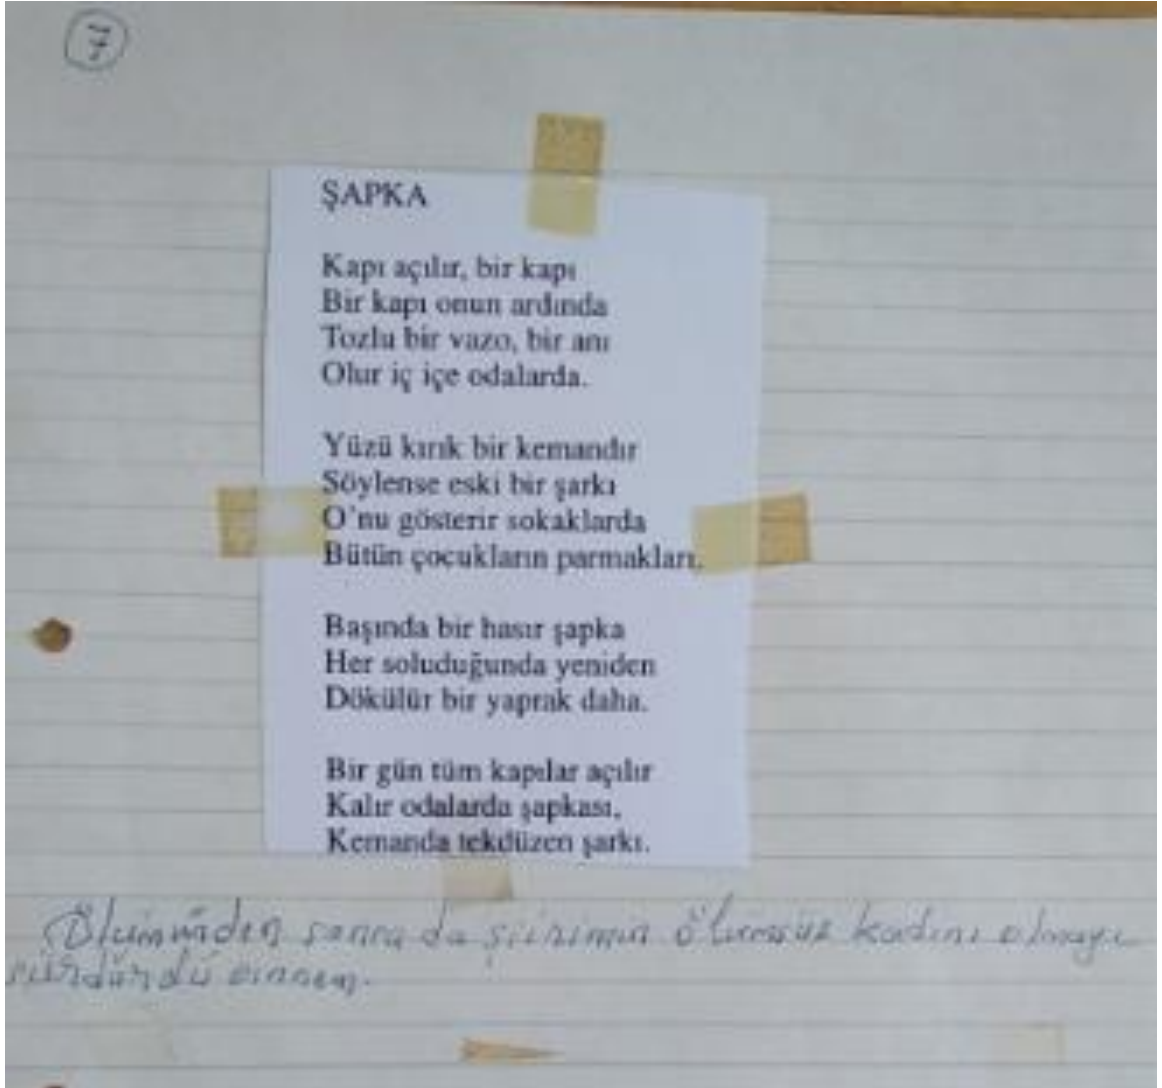 7
ŞAPKA
Kapı açılır, bir kapı
Bir kapı onun ardında
Tozlu bir vazo, bir anı
Olur iç içe odalarda.
Yüzü kırık bir kemandır
Söylense eski bir şarkı
O'nu gösterir sokaklarda
Bütün çocukların parmakları.
Başında bir hasır şapka
Her soluduğunda yeniden
Dökülür bir yaprak daha.
Bir gün tüm kapılar açılır
Kalır odalarda şapkası,
Kemanda tekdüzen şarkı.
Ölümünden sonra da şiirimin ölümsüz kadını olmayı
sürdürdü annem.